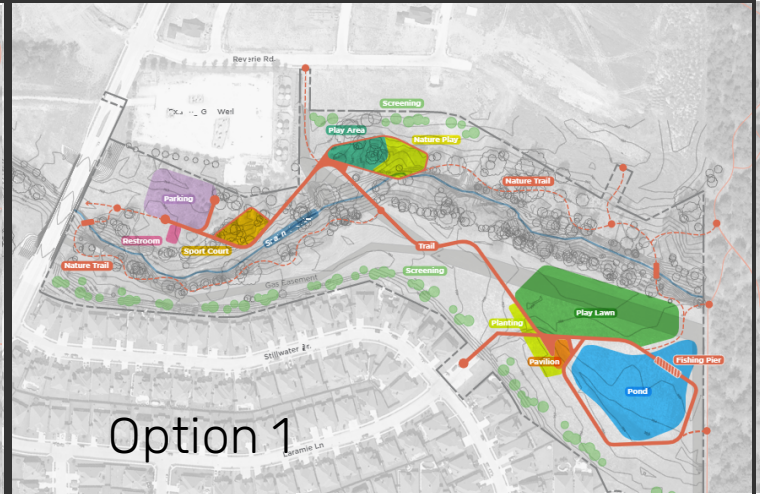 Reverie Rd.
Screening
Play Area
Nature Play
Nature Trail
Parking
Restroom
Sport Court
Nature Trail
Trail
Screening
Gas Easement
Play Lawn
Planting
Stillwater Dr.
Pavilion
Fishing Pier
Pond
Option 1
Laramie Ln